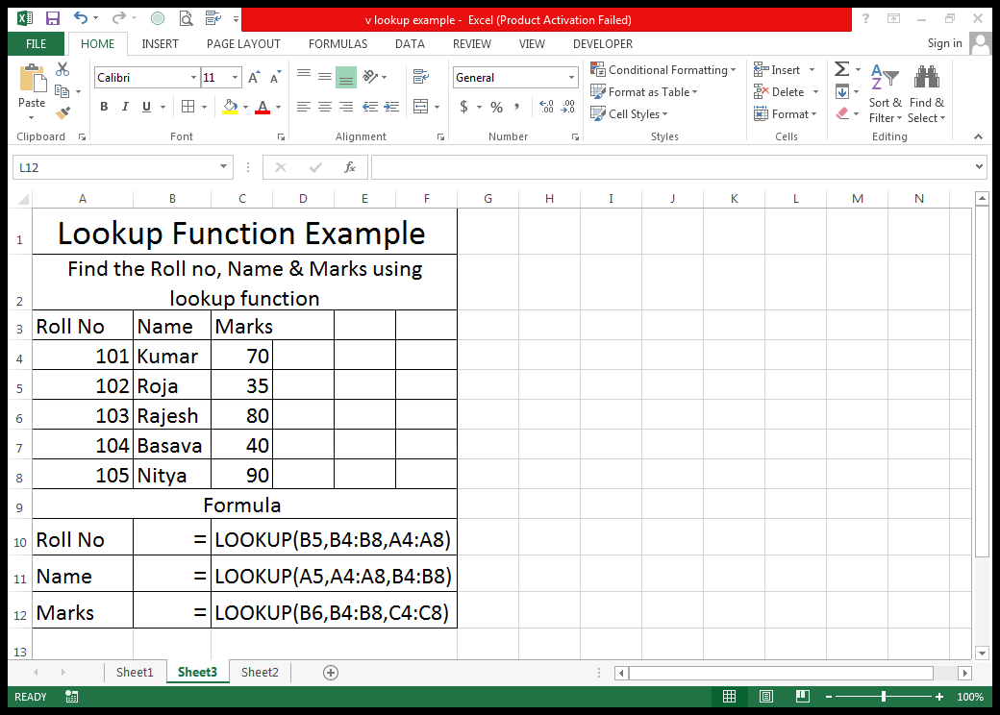 v lookup example - Excel (Product Activation Failed)
?
FILE HOME INSERT PAGE LAYOUT FORMULAS DATA REVIEW VIEW DEVELOPER Sign in
Paste
Calibri 11
B I U A
General
$ % ,
Conditional Formatting
Format as Table
Cell Styles
Insert
Delete
Format
Σ
Sort & Filter
Find & Select
Clipboard Font Alignment Number Styles Cells Editing
L12 fx
A B C D E F G H I J K L M N
1 Lookup Function Example
2 Find the Roll no, Name & Marks using
lookup function
3 Roll No Name Marks
4 101 Kumar 70
5 102 Roja 35
6 103 Rajesh 80
7 104 Basava 40
8 105 Nitya 90
9 Formula
10 Roll No = LOOKUP(B5,B4:B8,A4:A8)
11 Name = LOOKUP(A5,A4:A8,B4:B8)
12 Marks = LOOKUP(B6,B4:B8,C4:C8)
13
Sheet1 Sheet3 Sheet2
READY 100%